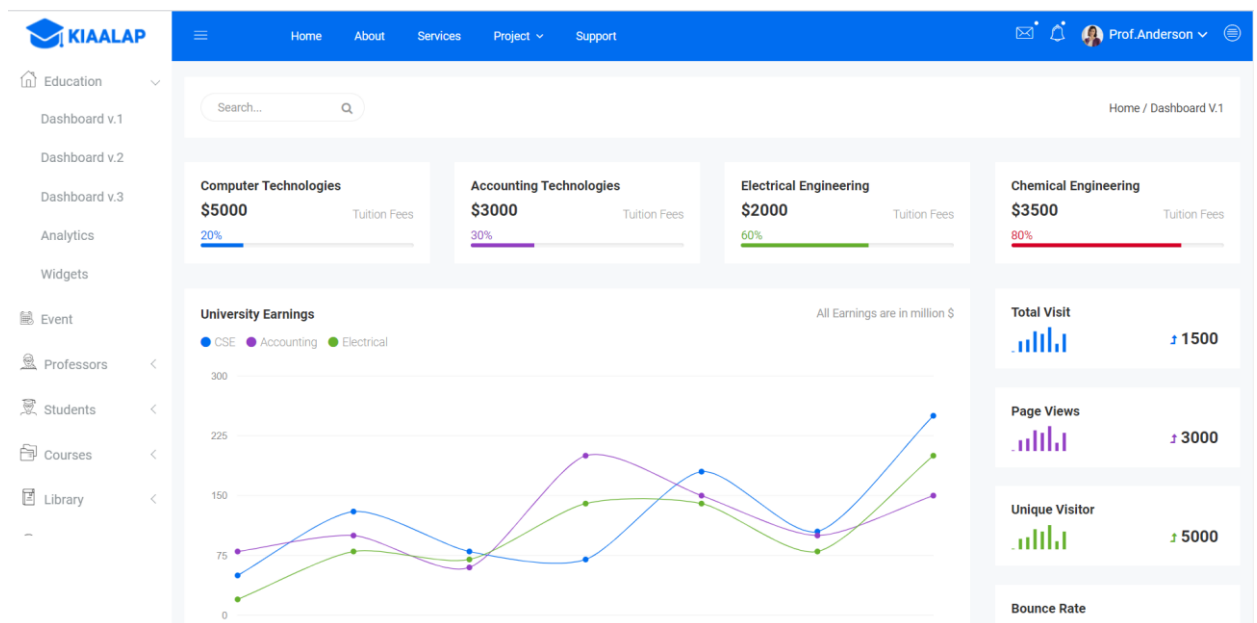 KIAALAP
Home About Services Project Support
Prof.Anderson
Education
Dashboard v.1
Dashboard v.2
Dashboard v.3
Analytics
Widgets
Event
Professors
Students
Courses
Library
Search...
Home / Dashboard V.1
Computer Technologies
$5000 Tuition Fees
20%
Accounting Technologies
$3000 Tuition Fees
30%
Electrical Engineering
$2000 Tuition Fees
60%
Chemical Engineering
$3500 Tuition Fees
80%
University Earnings
All Earnings are in million $
CSE Accounting Electrical
300
225
150
75
0
Total Visit
1500
Page Views
3000
Unique Visitor
5000
Bounce Rate